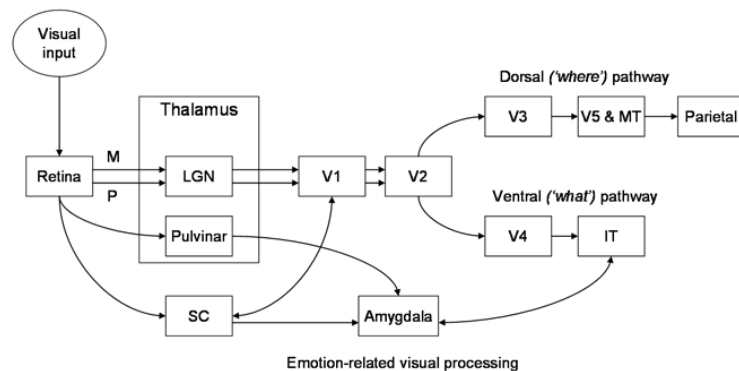 Visual
input
Dorsal ('where') pathway
Thalamus
V3
V5 & MT
Parietal
M
Retina
LGN
V1
V2
P
Ventral ('what') pathway
Pulvinar
V4
IT
SC
Amygdala
Emotion-related visual processing